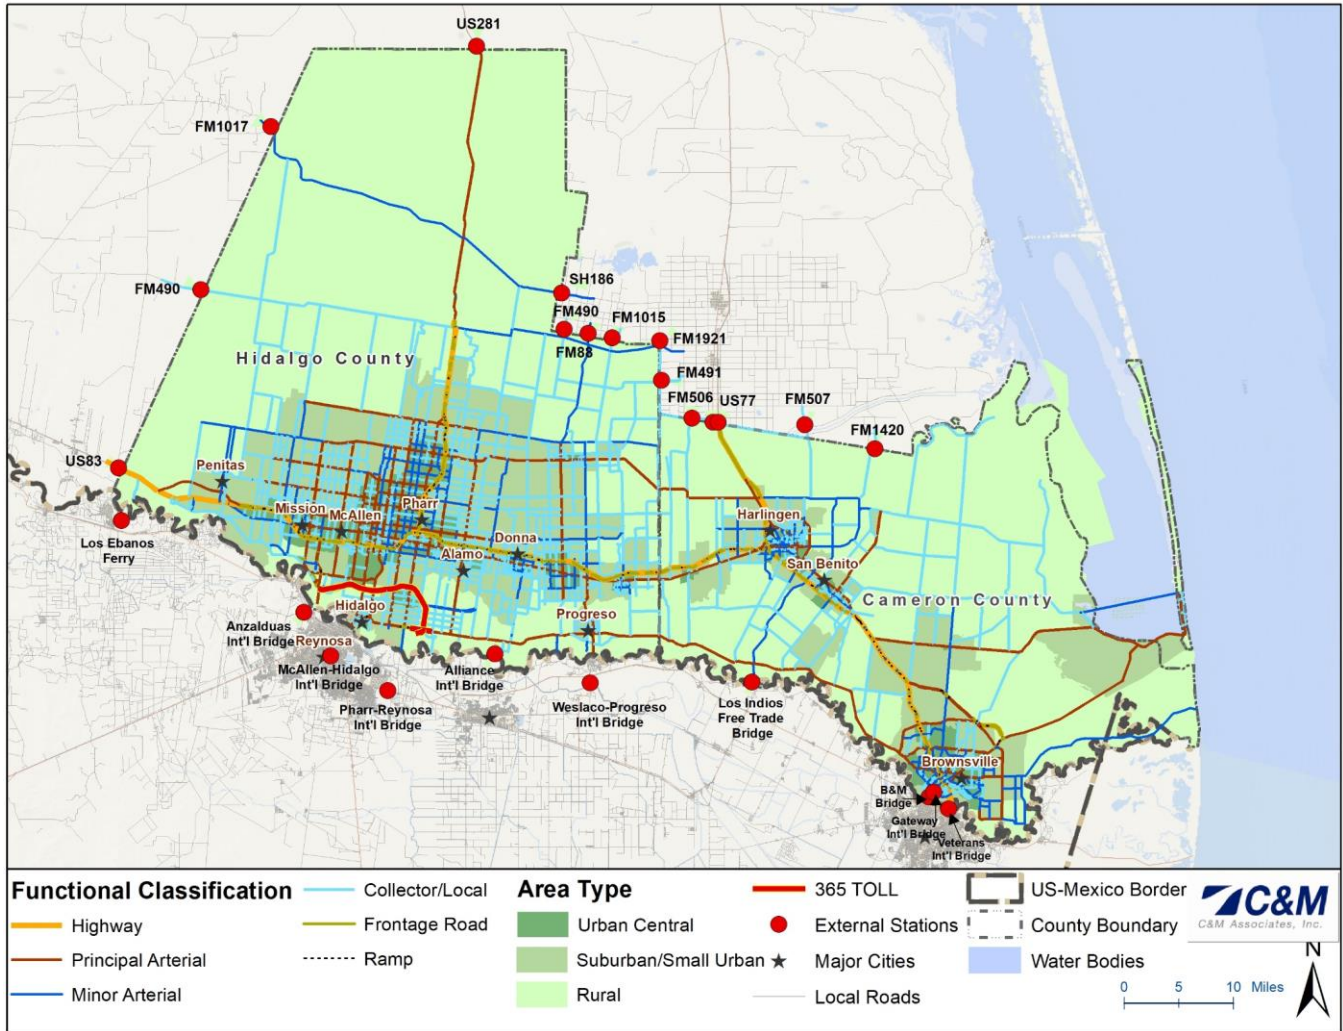 US281
FM1017
SH186
FM490
FM490
FM1015
FM88
FM1921
Hidalgo County
FM491
FM506
US77
FM507
FM1420
US83
Penitas
Mission
McAllen
Pharr
Harlingen
Donna
Alamo
San Benito
Los Ebanos
Ferry
Cameron County
Hidalgo
Progreso
Anzalduas
Int'l Bridge
Reynosa
McAllen-Hidalgo
Int'l Bridge
Alliance
Int'l Bridge
Pharr-Reynosa
Int'l Bridge
Weslaco-Progreso
Int'l Bridge
Los Indios
Free Trade
Bridge
Brownsville
B&M
Bridge
Gateway
Int'l Bridge
Veterans
Int'l Bridge
Functional Classification
Highway
Principal Arterial
Minor Arterial
Collector/Local
Frontage Road
Ramp
Area Type
Urban Central
Suburban/Small Urban
Rural
365 TOLL
External Stations
Major Cities
Local Roads
US-Mexico Border
County Boundary
Water Bodies
C&M
C&M Associates, Inc.
N
0 5 10 Miles